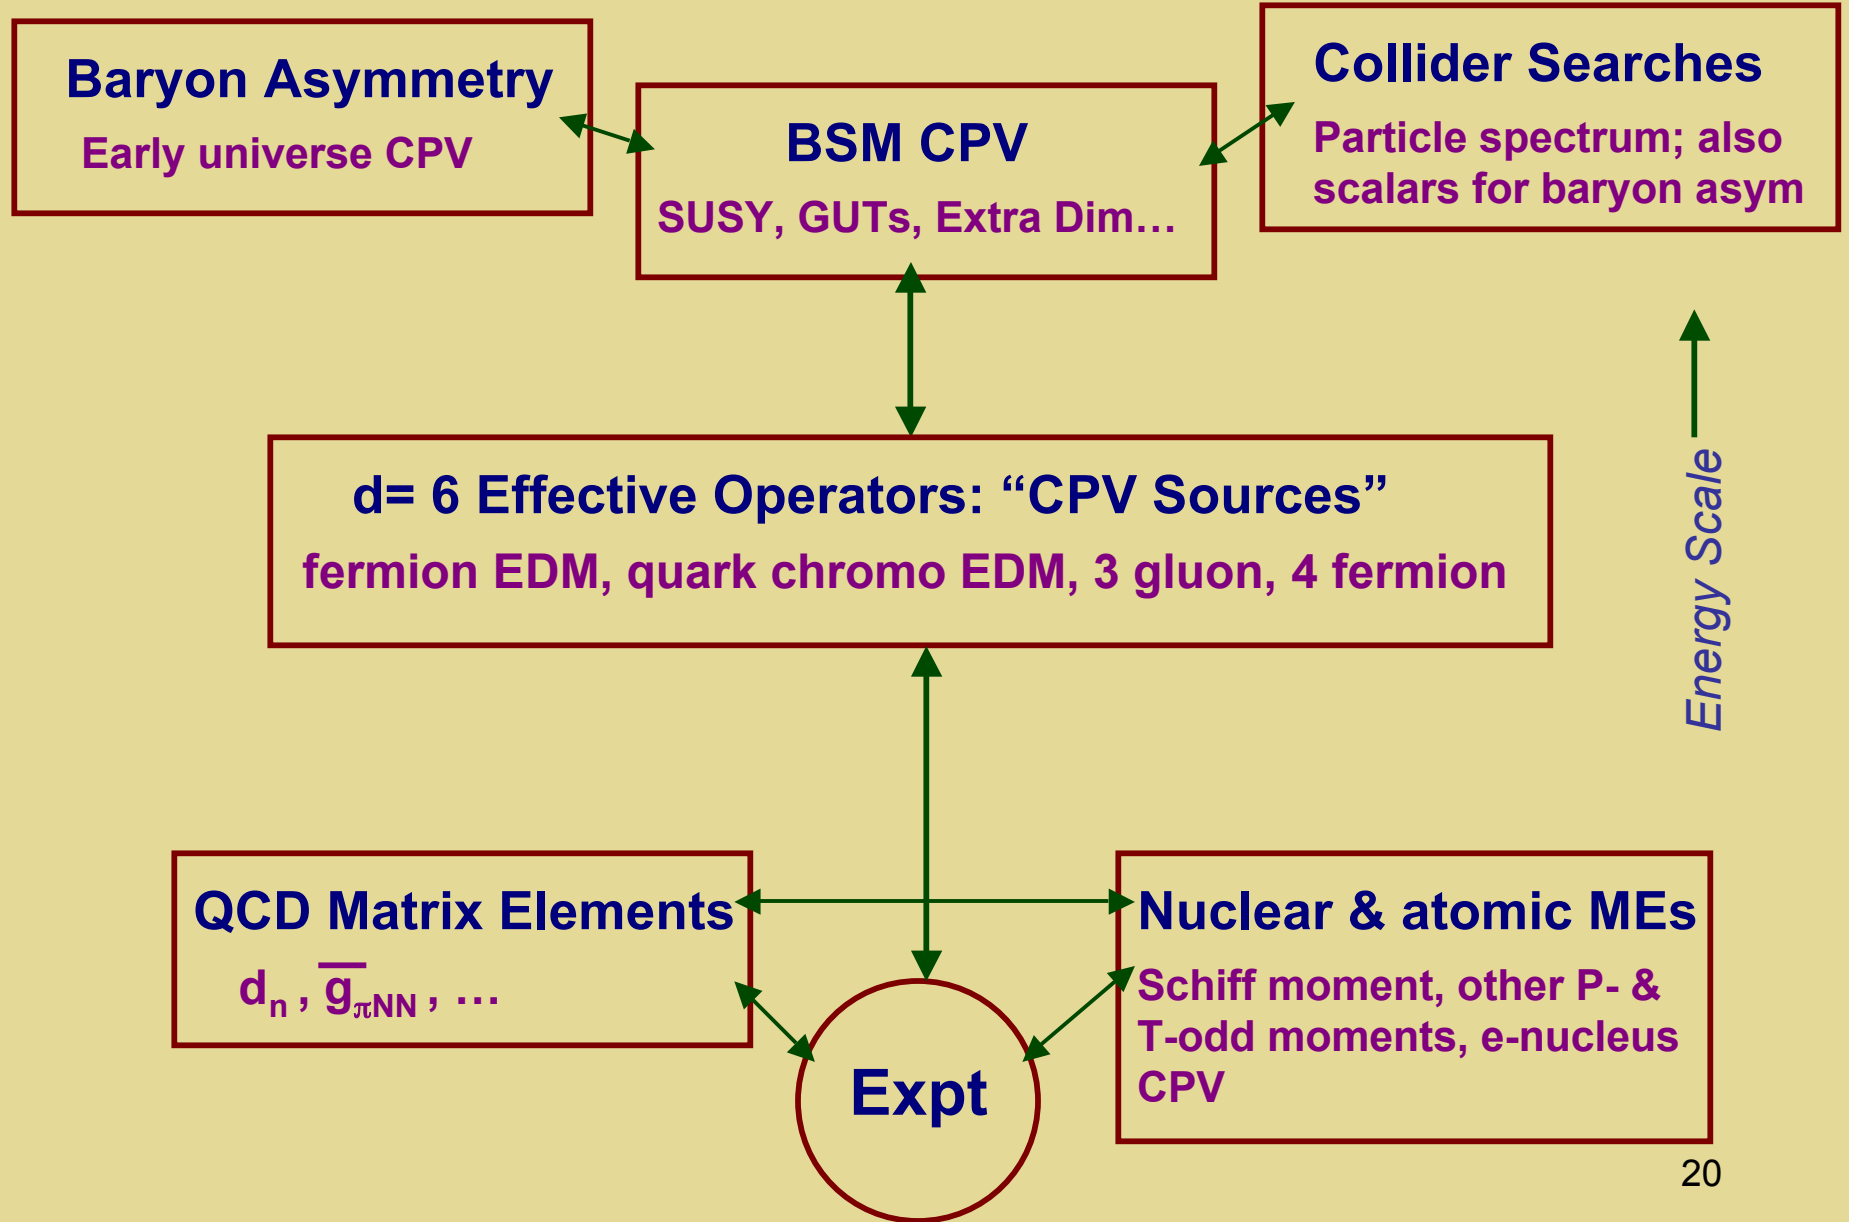 Baryon Asymmetry
Early universe CPV
BSM CPV
SUSY, GUTs, Extra Dim…
Collider Searches
Particle spectrum; also
scalars for baryon asym
d= 6 Effective Operators: “CPV Sources”
fermion EDM, quark chromo EDM, 3 gluon, 4 fermion
Energy Scale
QCD Matrix Elements
dₙ , g̅πNN , …
Nuclear & atomic MEs
Schiff moment, other P- &
T-odd moments, e-nucleus
CPV
Expt
20